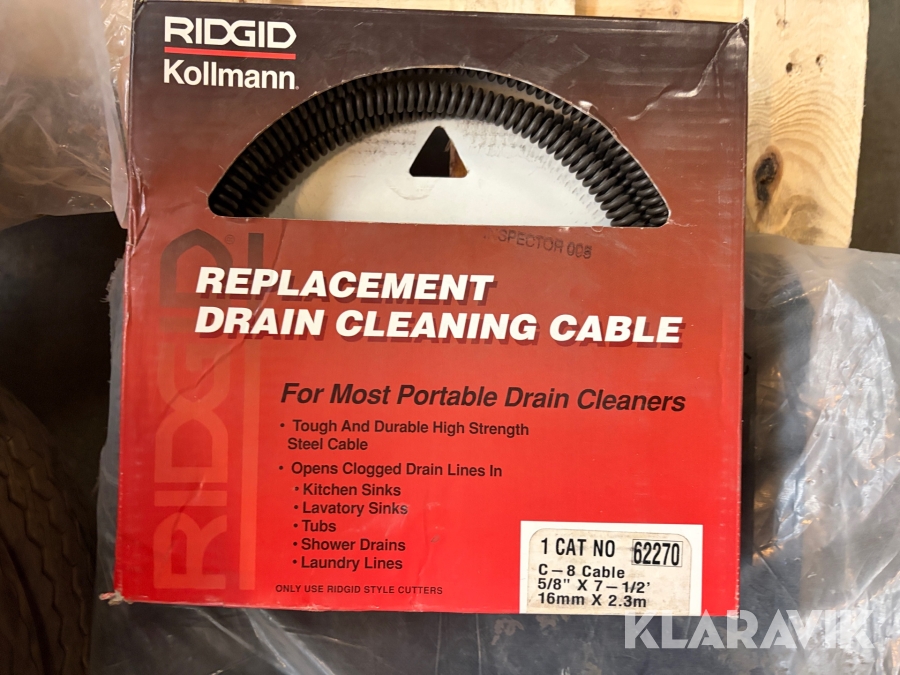 RIDGID
Kollmann®
SPECTOR 008
RIDGID®
REPLACEMENT
DRAIN CLEANING CABLE
For Most Portable Drain Cleaners
• Tough And Durable High Strength
Steel Cable
• Opens Clogged Drain Lines In
• Kitchen Sinks
• Lavatory Sinks
• Tubs
• Shower Drains
• Laundry Lines
ONLY USE RIDGID STYLE CUTTERS
1 CAT NO 62270
C-8 Cable
5/8" X 7-1/2'
16mm X 2.3m
KLARAVIK